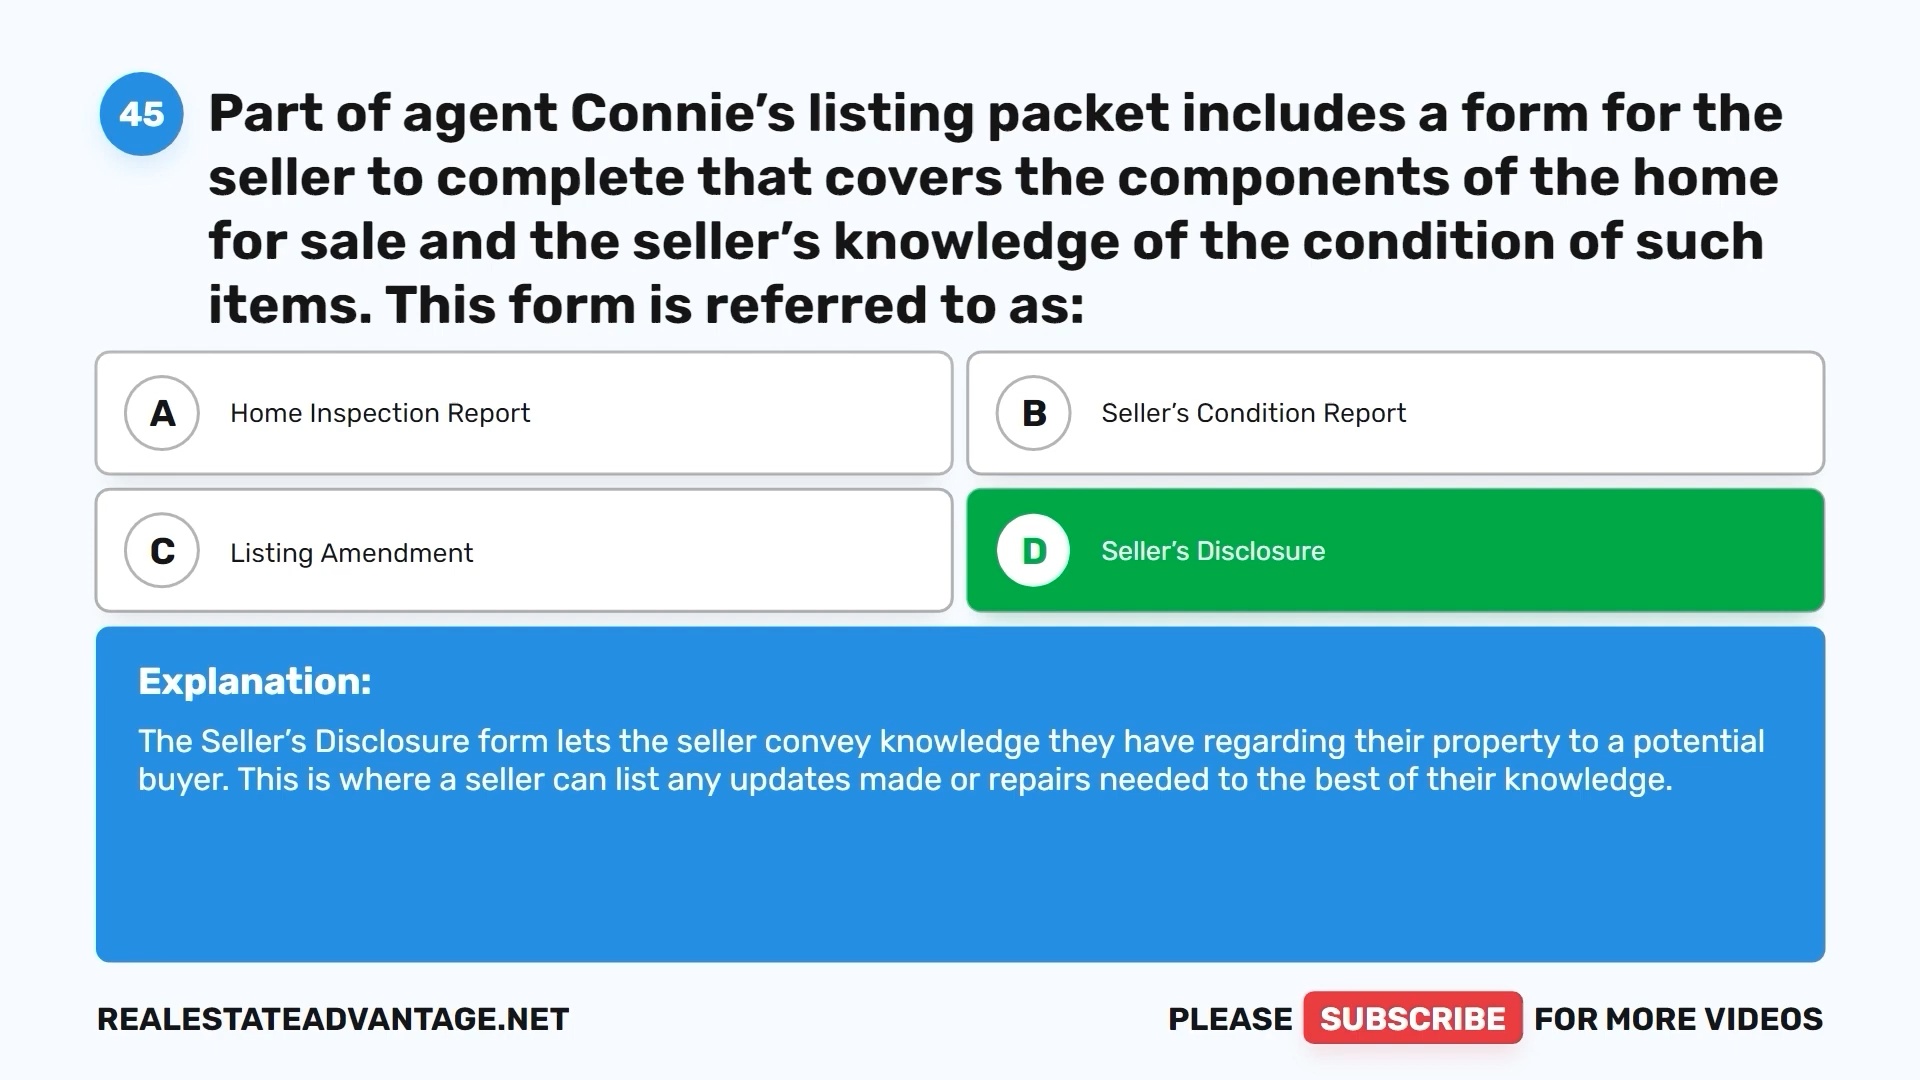 45
Part of agent Connie’s listing packet includes a form for the
seller to complete that covers the components of the home
for sale and the seller’s knowledge of the condition of such
items. This form is referred to as:
A Home Inspection Report
B Seller’s Condition Report
C Listing Amendment
D Seller’s Disclosure
Explanation:
The Seller’s Disclosure form lets the seller convey knowledge they have regarding their property to a potential
buyer. This is where a seller can list any updates made or repairs needed to the best of their knowledge.
REALESTATEADVANTAGE.NET
PLEASE SUBSCRIBE FOR MORE VIDEOS